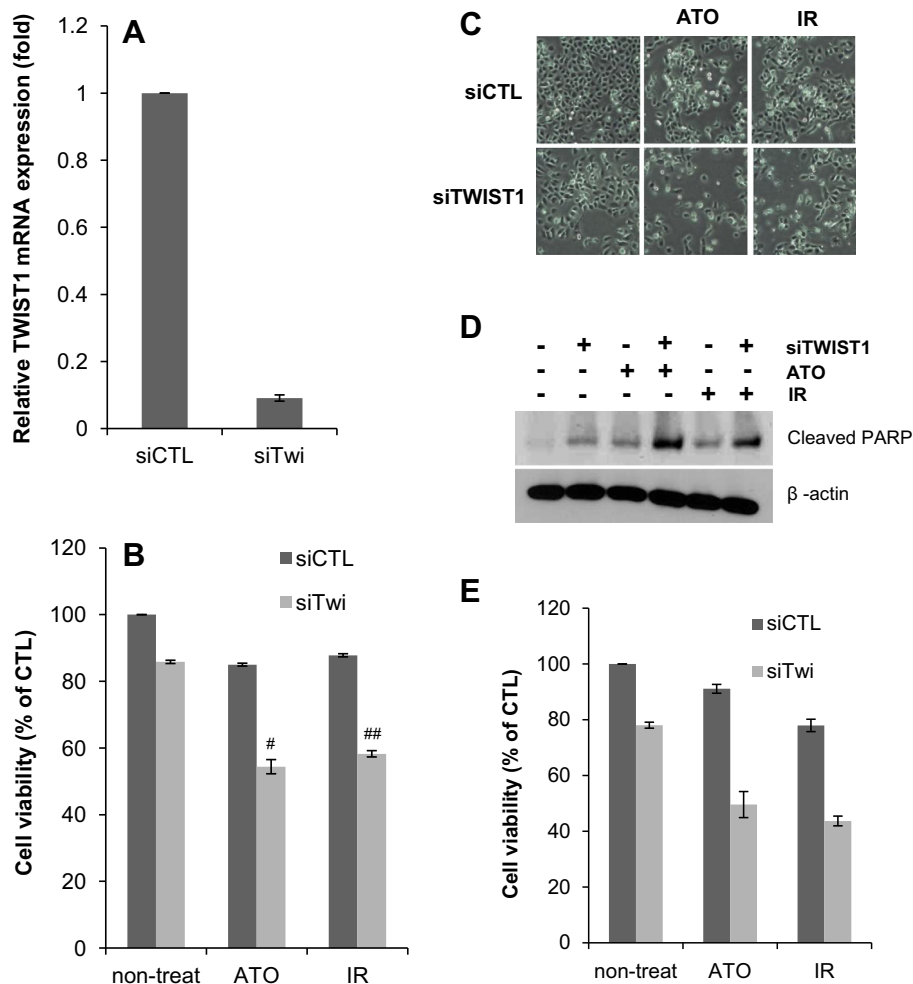 A
Relative TWIST1 mRNA expression (fold)
1.2
1
0.8
0.6
0.4
0.2
0
siCTL siTwi
B
Cell viability (% of CTL)
120
100
80
60
40
20
0
siCTL
siTwi
#
##
non-treat ATO IR
C
ATO IR
siCTL
siTWIST1
D
- + - + - + siTWIST1
- - + + - - ATO
- - - - + + IR
Cleaved PARP
β -actin
E
Cell viability (% of CTL)
120
100
80
60
40
20
0
siCTL
siTwi
non-treat ATO IR